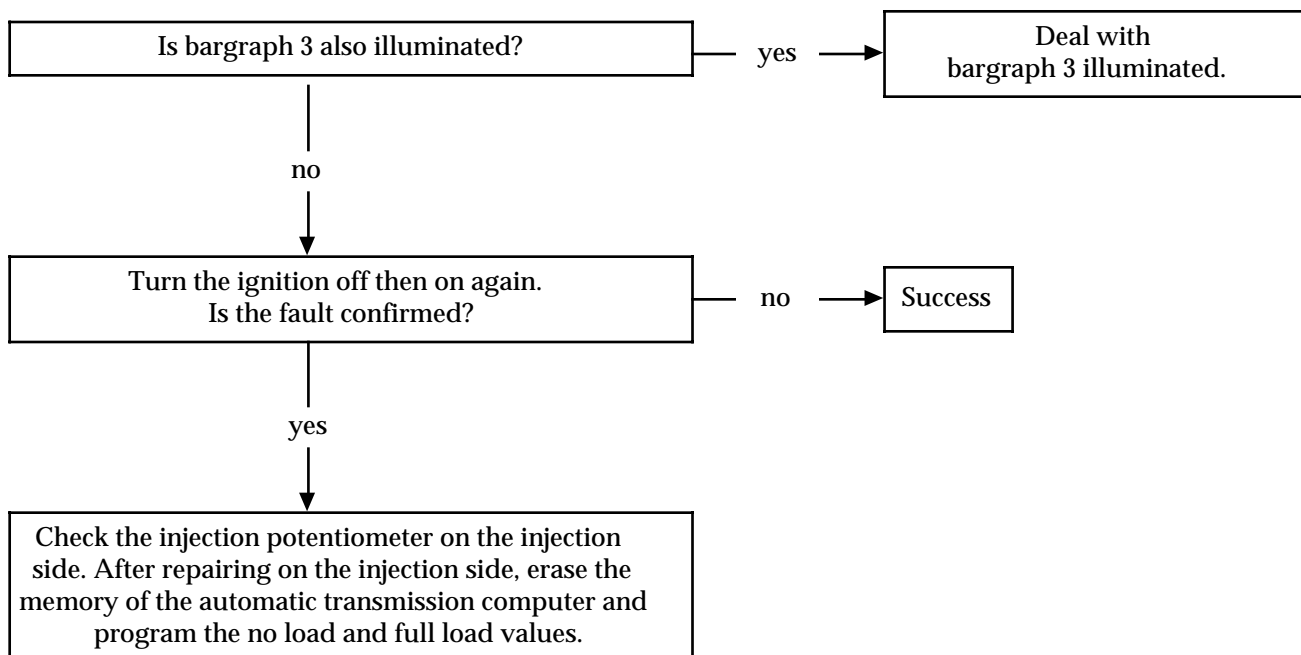 Is bargraph 3 also illuminated?
yes
Deal with
bargraph 3 illuminated.
no
Turn the ignition off then on again.
Is the fault confirmed?
no
Success
yes
Check the injection potentiometer on the injection
side. After repairing on the injection side, erase the
memory of the automatic transmission computer and
program the no load and full load values.